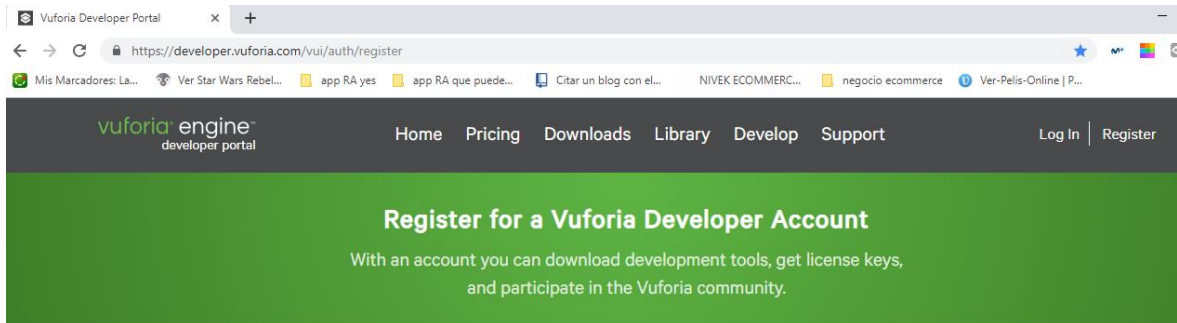 Vuforia Developer Portal
https://developer.vuforia.com/vui/auth/register
Mis Marcadores: La... Ver Star Wars Rebel... app RA yes app RA que puede... Citar un blog con el... NIVEK ECOMMERC... negocio ecommerce Ver-Pelis-Online | P...
vuforia engine™
developer portal
Home Pricing Downloads Library Develop Support Log In Register
Register for a Vuforia Developer Account
With an account you can download development tools, get license keys,
and participate in the Vuforia community.